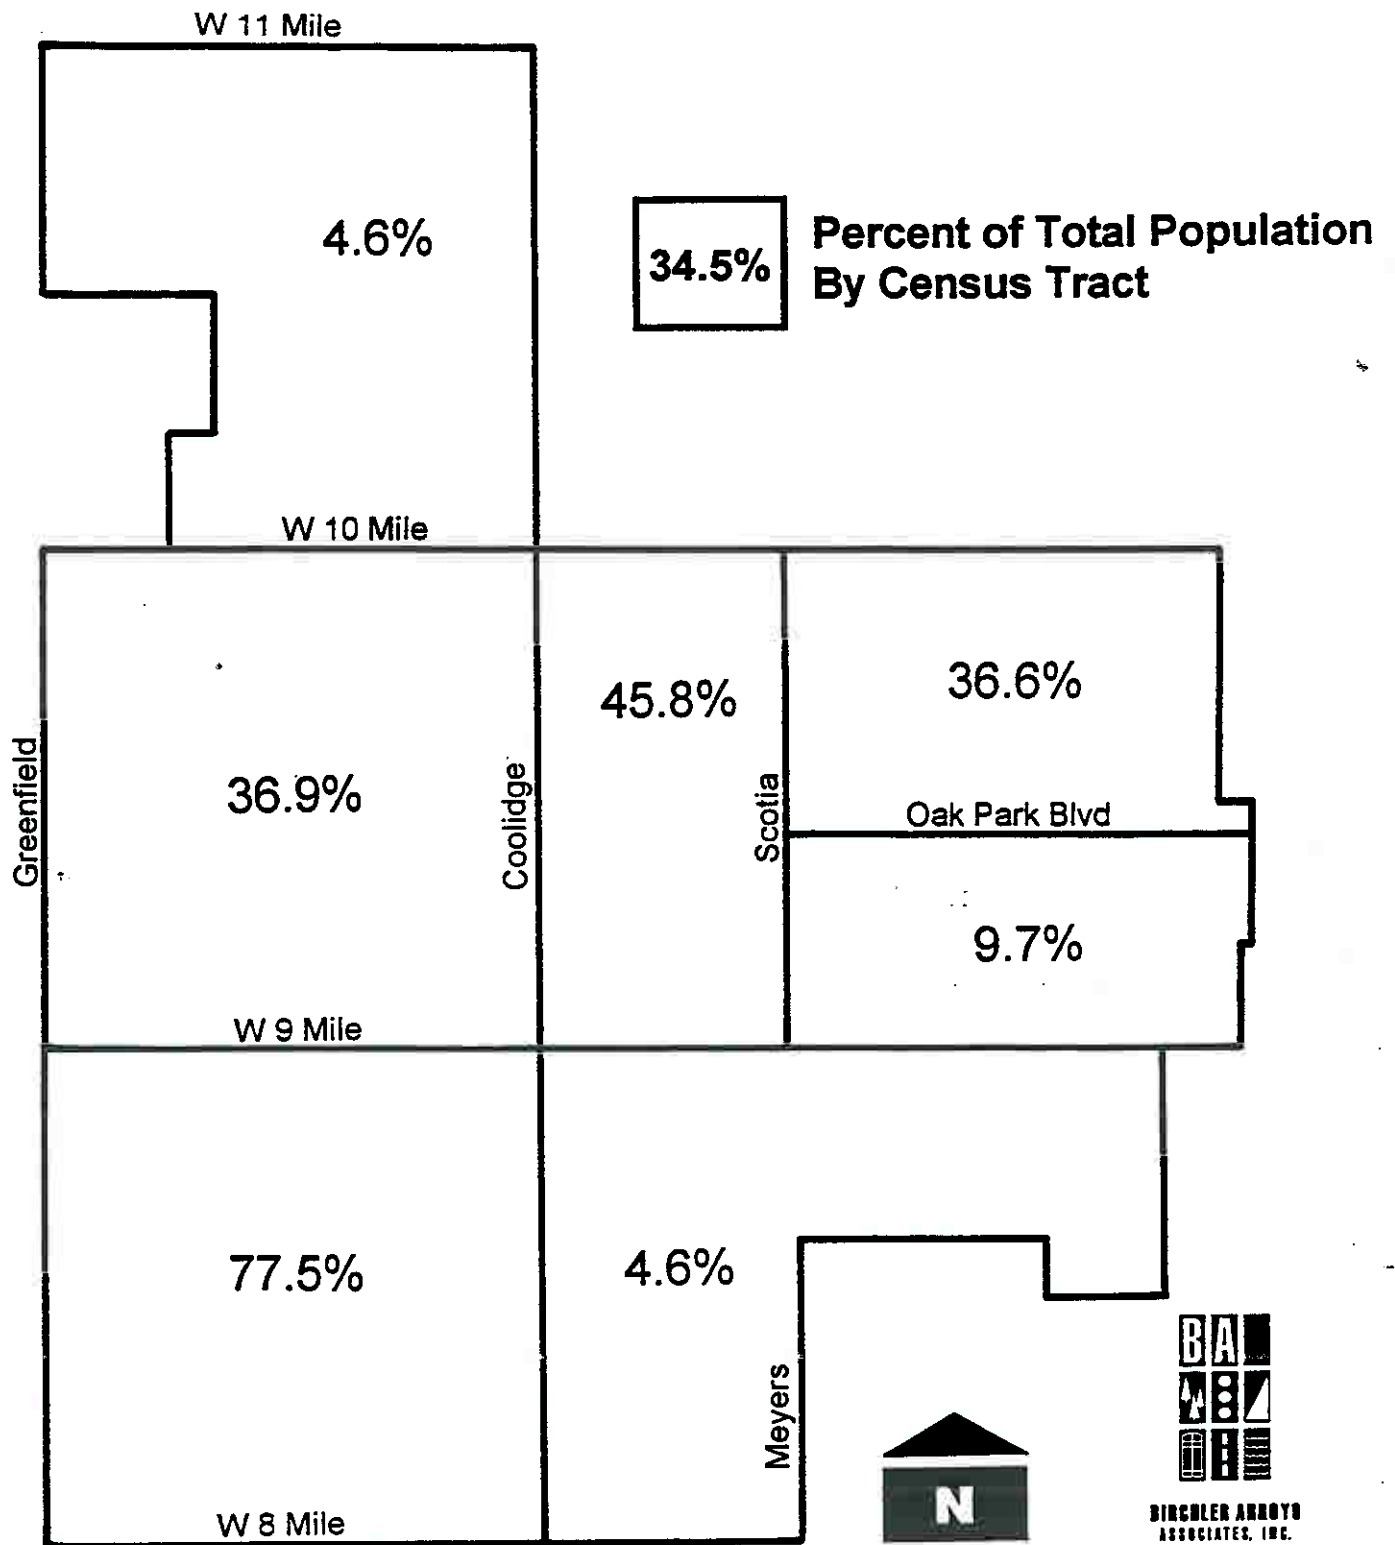 W 11 Mile
4.6%
34.5%
Percent of Total Population
By Census Tract
W 10 Mile
36.9%
45.8%
36.6%
Greenfield
Coolidge
Scotia
Oak Park Blvd
9.7%
W 9 Mile
77.5%
4.6%
Meyers
W 8 Mile
N
BA
BIRCHLER ARROYO
ASSOCIATES, INC.